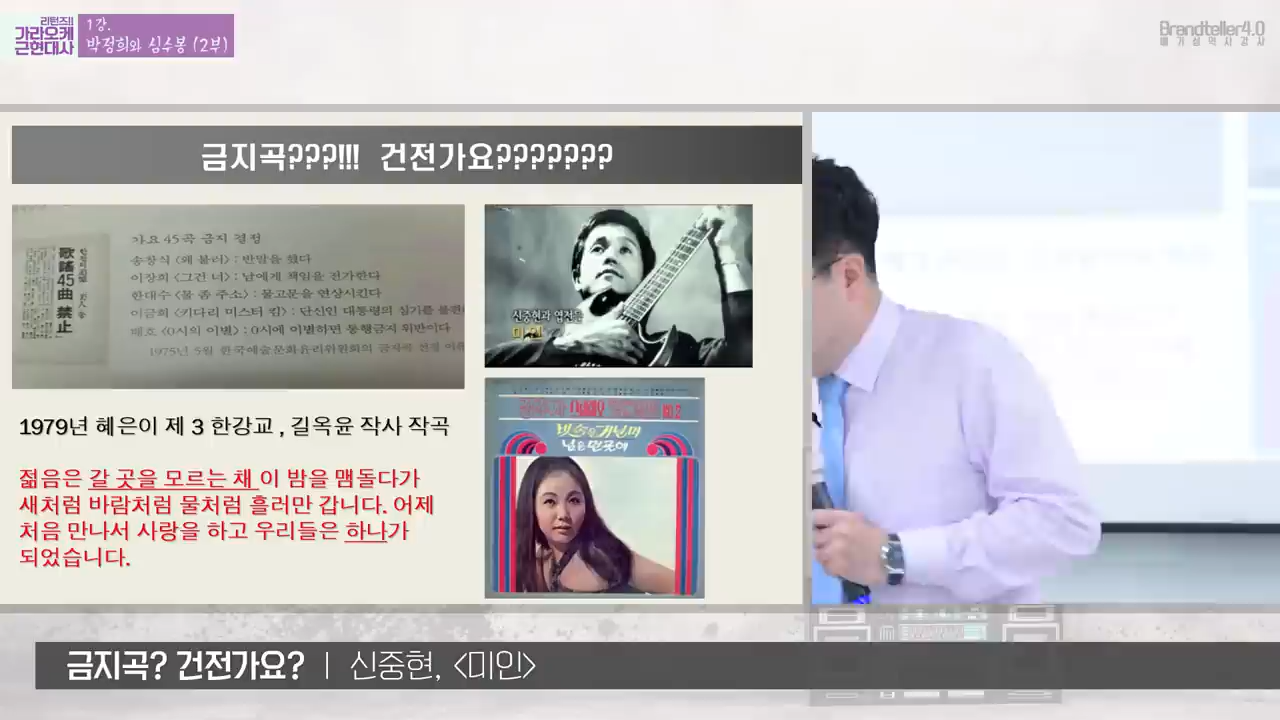 리턴즈!!
가라오케
근현대사
1강.
박정희와 심수봉 (2부)
Brandteller4.0
배기성역사강사
금지곡???!!! 건전가요???????
가요 45곡 금지 결정
송창식 <왜 불러> : 반말을 했다
이장희 <그건 너> : 남에게 책임을 전가한다
한대수 <물 좀 주소> : 물고문을 연상시킨다
이금희 <키다리 미스터 킴> : 단신인 대통령의 심기를 불편
배호 <0시의 이별> : 0시에 이별하면 통행금지 위반이다
1975년 5월 한국예술문화윤리위원회의 금지곡 선정 이유
歌謠45曲 禁止
신중현과 엽전들
미인
님은 먼곳에
1979년 혜은이 제 3 한강교 , 길옥윤 작사 작곡
젊음은 갈 곳을 모르는 채 이 밤을 맴돌다가
새처럼 바람처럼 물처럼 흘러만 갑니다. 어제
처음 만나서 사랑을 하고 우리들은 하나가
되었습니다.
금지곡? 건전가요? | 신중현, <미인>